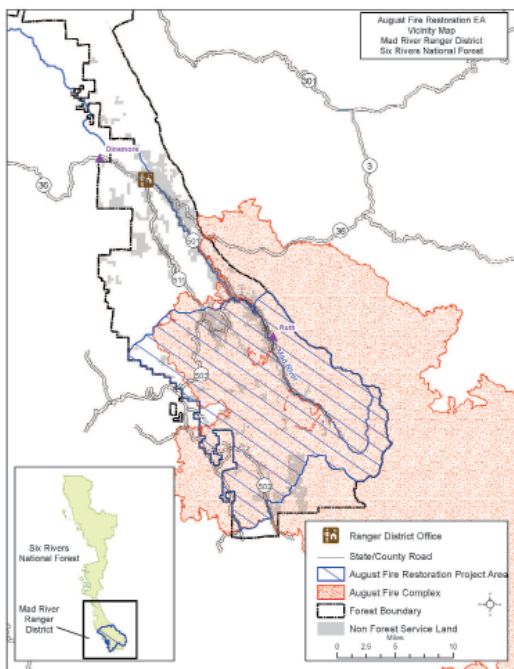 August Fire Restoration EA
Vicinity Map
Mad River Ranger District
Six Rivers National Forest
301
3
Dinsmore
36
36
501
511
Ruth
Mad River
502
502
Six Rivers
National Forest
Mad River
Ranger
District
Ranger District Office
State/County Road
August Fire Restoration Project Area
August Fire Complex
Forest Boundary
Non Forest Service Land
Miles
0 2.5 5 10